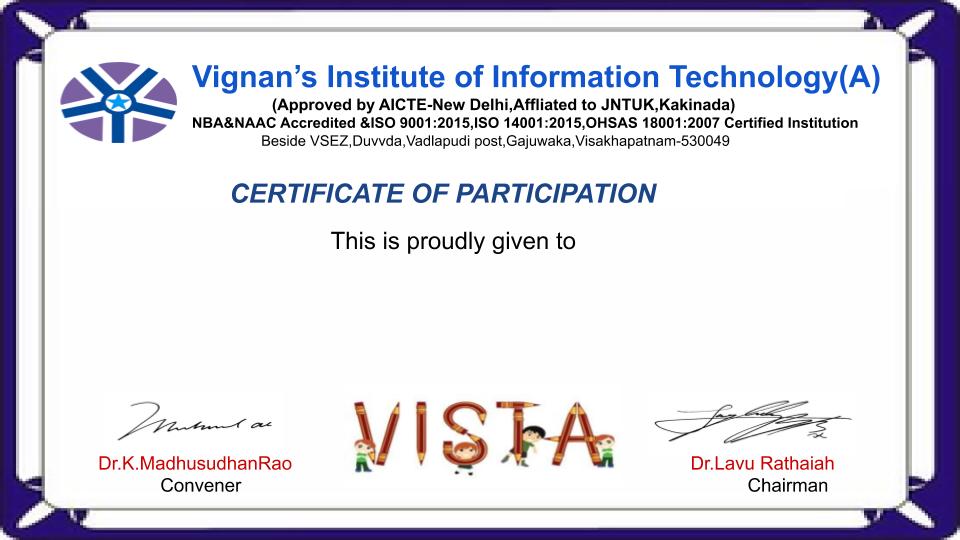 Vignan’s Institute of Information Technology(A)
(Approved by AICTE-New Delhi,Affliated to JNTUK,Kakinada)
NBA&NAAC Accredited &ISO 9001:2015,ISO 14001:2015,OHSAS 18001:2007 Certified Institution
Beside VSEZ,Duvvda,Vadlapudi post,Gajuwaka,Visakhapatnam-530049
CERTIFICATE OF PARTICIPATION
This is proudly given to
VISTA
Dr.K.MadhusudhanRao
Convener
Dr.Lavu Rathaiah
Chairman